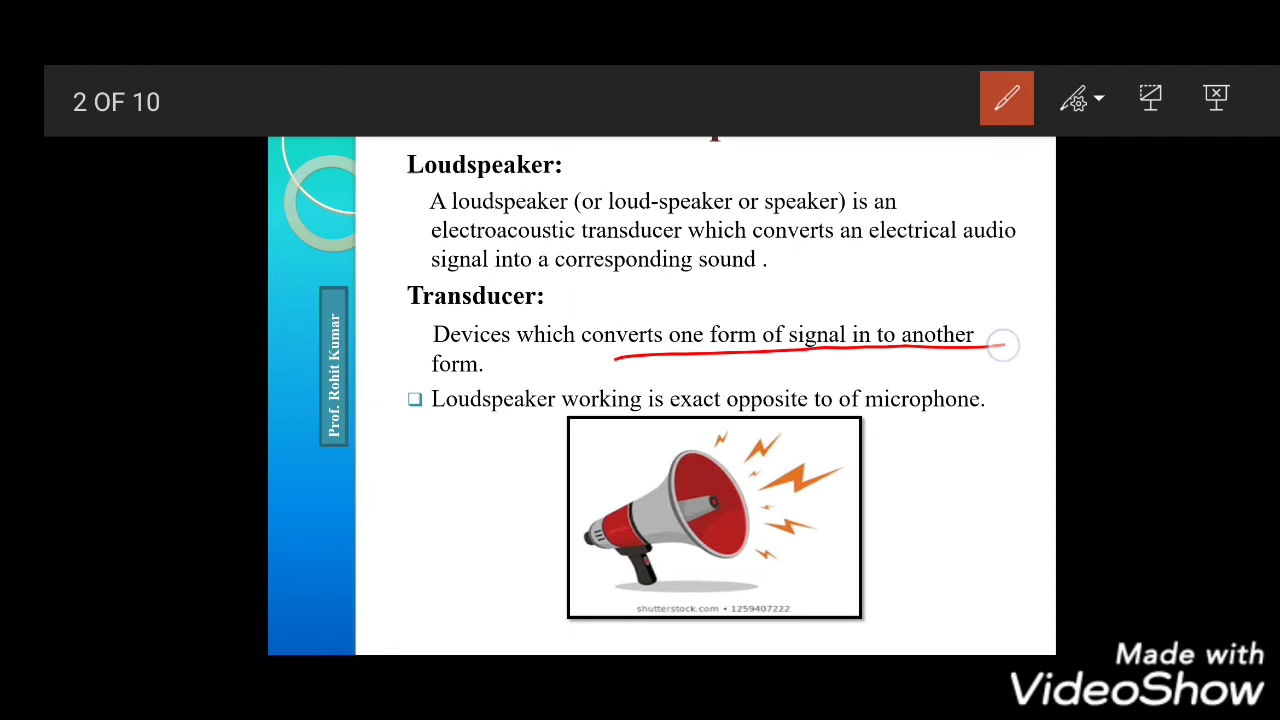 2 OF 10
Loudspeaker:
A loudspeaker (or loud-speaker or speaker) is an
electroacoustic transducer which converts an electrical audio
signal into a corresponding sound .
Transducer:
Devices which converts one form of signal in to another
form.
Loudspeaker working is exact opposite to of microphone.
Prof. Rohit Kumar
shutterstock.com • 1259407222
Made with
VideoShow